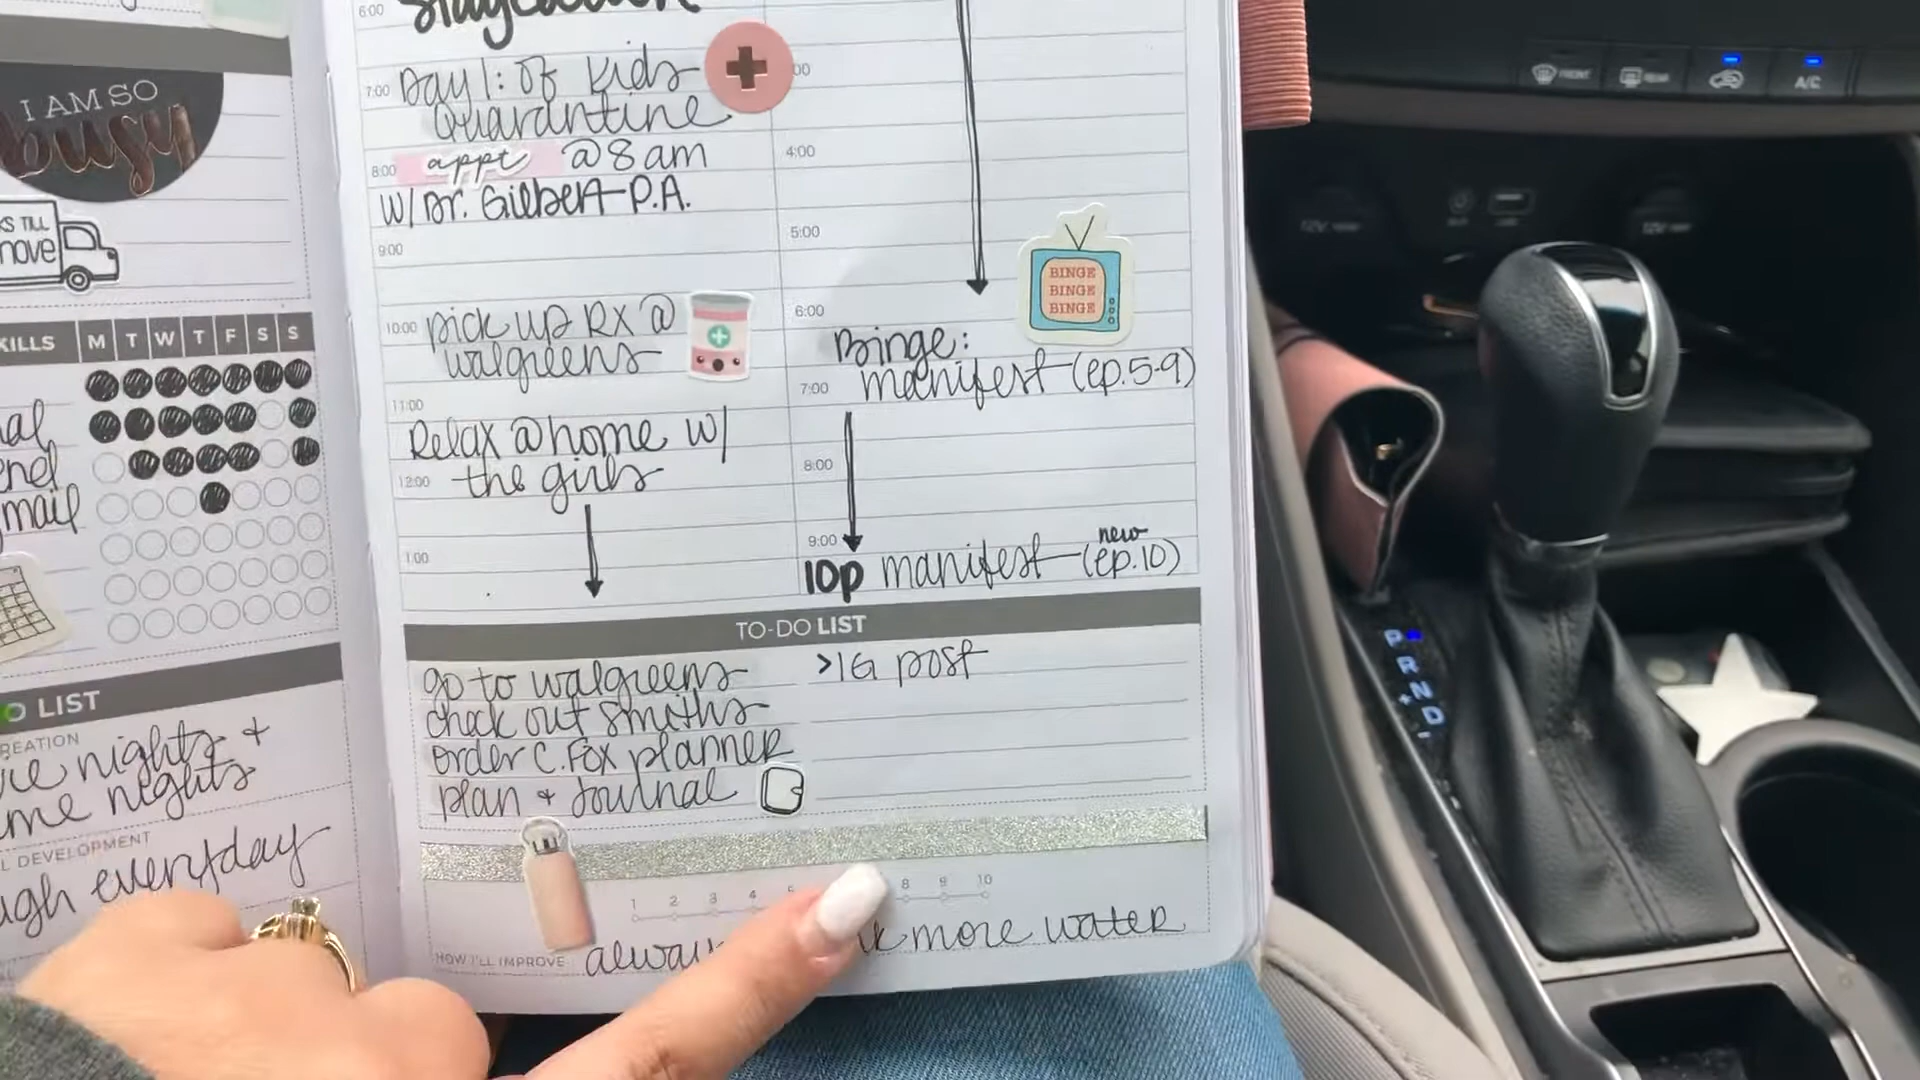 I AM SO
busy
KS TILL
MOVE
KILLS M T W T F S S
mail
O LIST
REATION
nights +
me nights
L DEVELOPMENT
ugh everyday
6:00 Staycation
7:00 Day 1: of kids
Quarantine
8:00 appt @ 8 am
w/ Dr. Gilbert P.A.
9:00
10:00 pick up RX @
walgreens
11:00
Relax @ home w/
12:00 the girls
1:00
:00
4:00
5:00
BINGE
BINGE
BINGE
6:00
Binge:
7:00 manifest (ep. 5-9)
8:00
9:00 new
10p manifest (ep. 10)
TO-DO LIST
go to walgreens
check out smiths
order C. Fox planner
plan + Journal
>IG post
1 2 3 4 8 9 10
HOW I'LL IMPROVE more water
FRONT REAR A/C
P
R
N
+ D
-